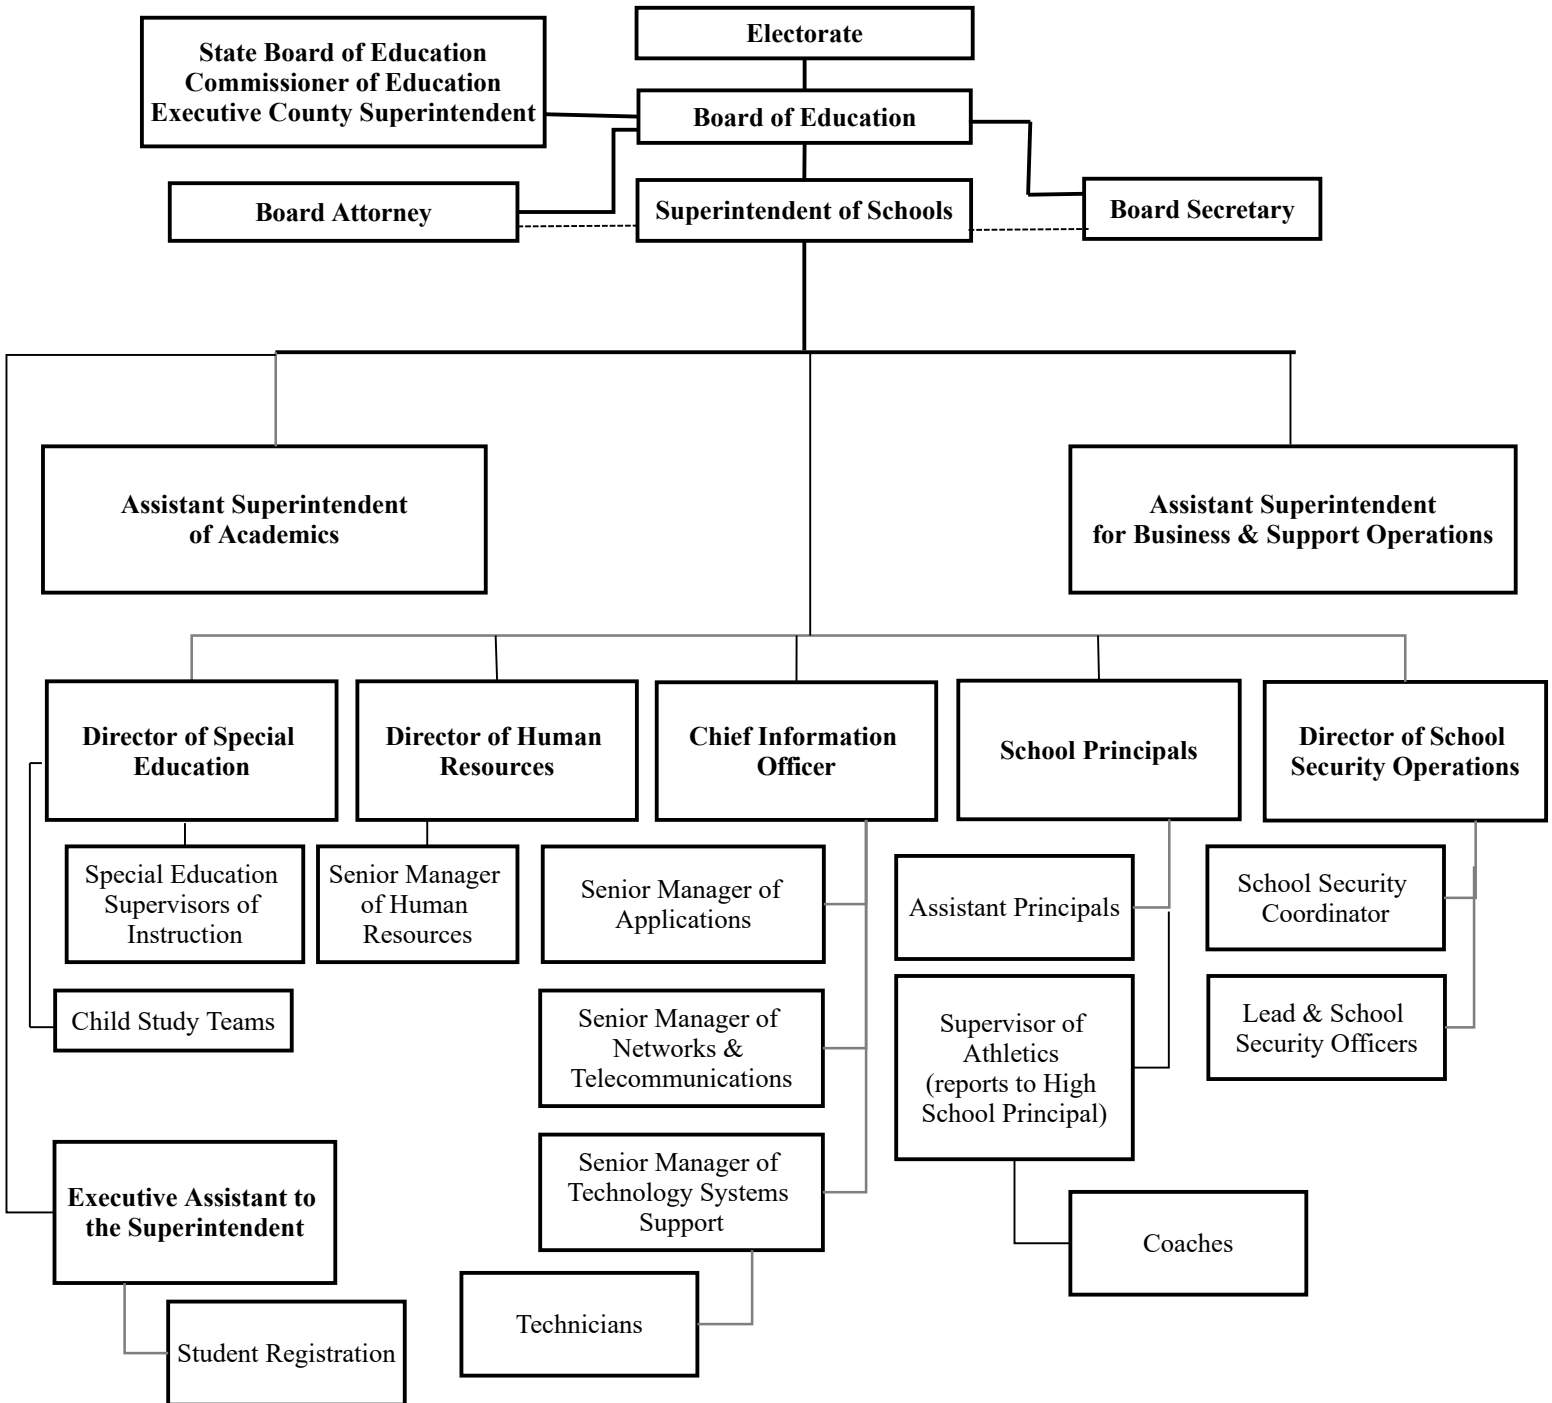 Electorate
State Board of Education
Commissioner of Education
Executive County Superintendent
Board of Education
Board Attorney
Superintendent of Schools
Board Secretary
Assistant Superintendent
of Academics
Assistant Superintendent
for Business & Support Operations
Director of Special
Education
Director of Human
Resources
Chief Information
Officer
School Principals
Director of School
Security Operations
Special Education
Supervisors of
Instruction
Senior Manager
of Human
Resources
Senior Manager of
Applications
Assistant Principals
School Security
Coordinator
Child Study Teams
Senior Manager of
Networks &
Telecommunications
Supervisor of
Athletics
(reports to High
School Principal)
Lead & School
Security Officers
Executive Assistant to
the Superintendent
Senior Manager of
Technology Systems
Support
Coaches
Technicians
Student Registration